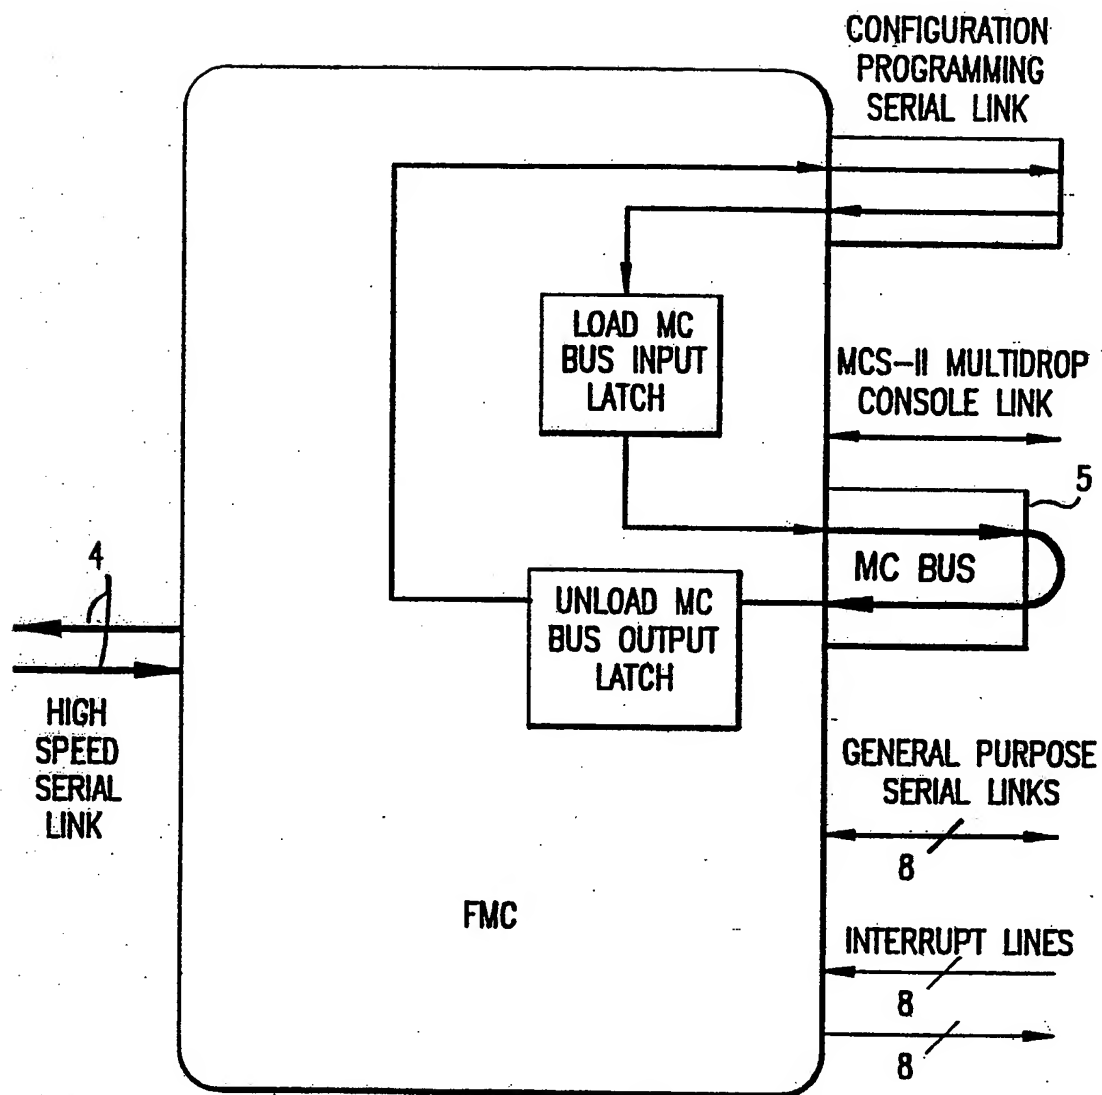 CONFIGURATION
PROGRAMMING
SERIAL LINK
LOAD MC
BUS INPUT
LATCH
MCS-II MULTIDROP
CONSOLE LINK
5
MC BUS
4
UNLOAD MC
BUS OUTPUT
LATCH
HIGH
SPEED
SERIAL
LINK
GENERAL PURPOSE
SERIAL LINKS
8
FMC
INTERRUPT LINES
8
8